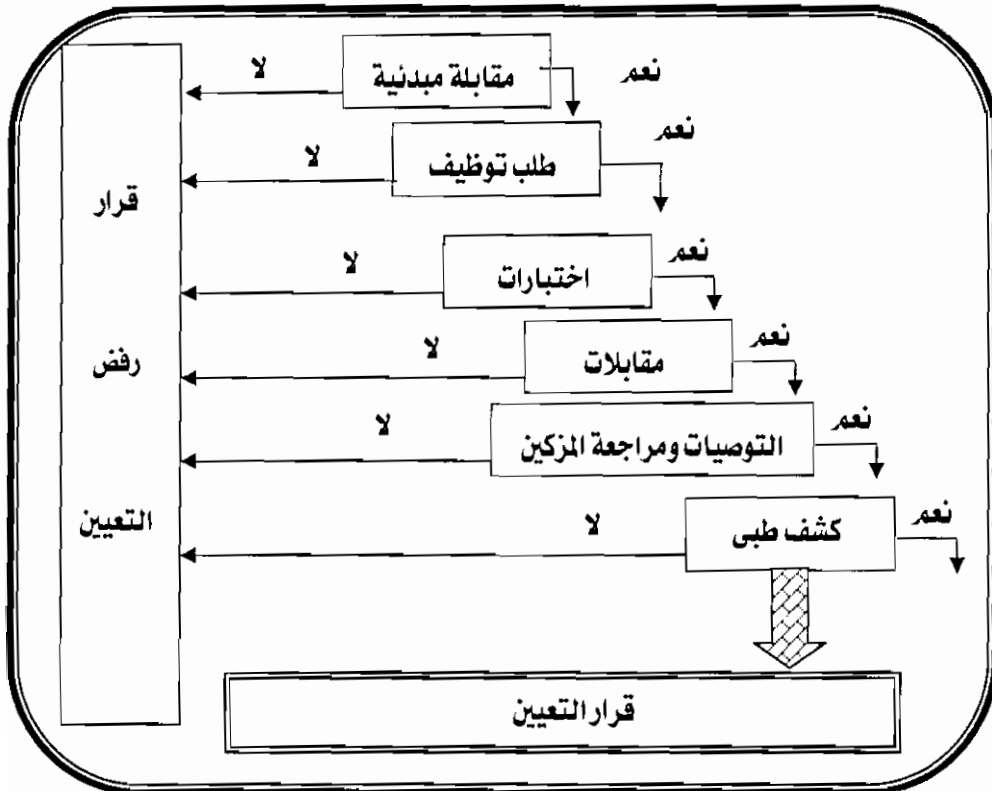 نعم
مقابلة مبدئية
لا
نعم
طلب توظيف
لا
نعم
اختبارات
لا
نعم
مقابلات
لا
نعم
التوصيات ومراجعة المزكين
لا
نعم
كشف طبى
لا
قرار
رفض
التعيين
قرار التعيين